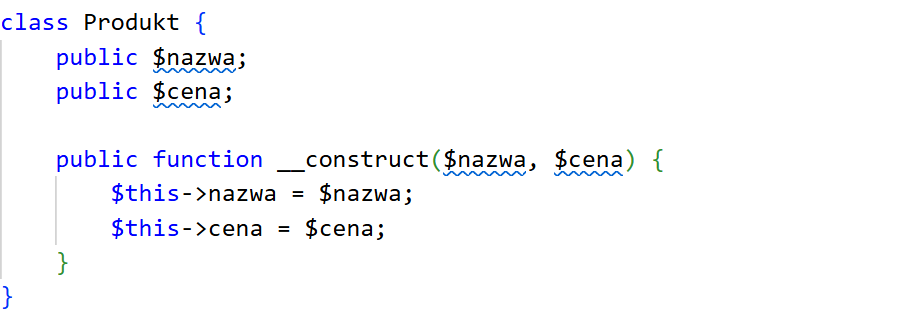 class Produkt {
    public $nazwa;
    public $cena;

    public function __construct($nazwa, $cena) {
        $this->nazwa = $nazwa;
        $this->cena = $cena;
    }
}